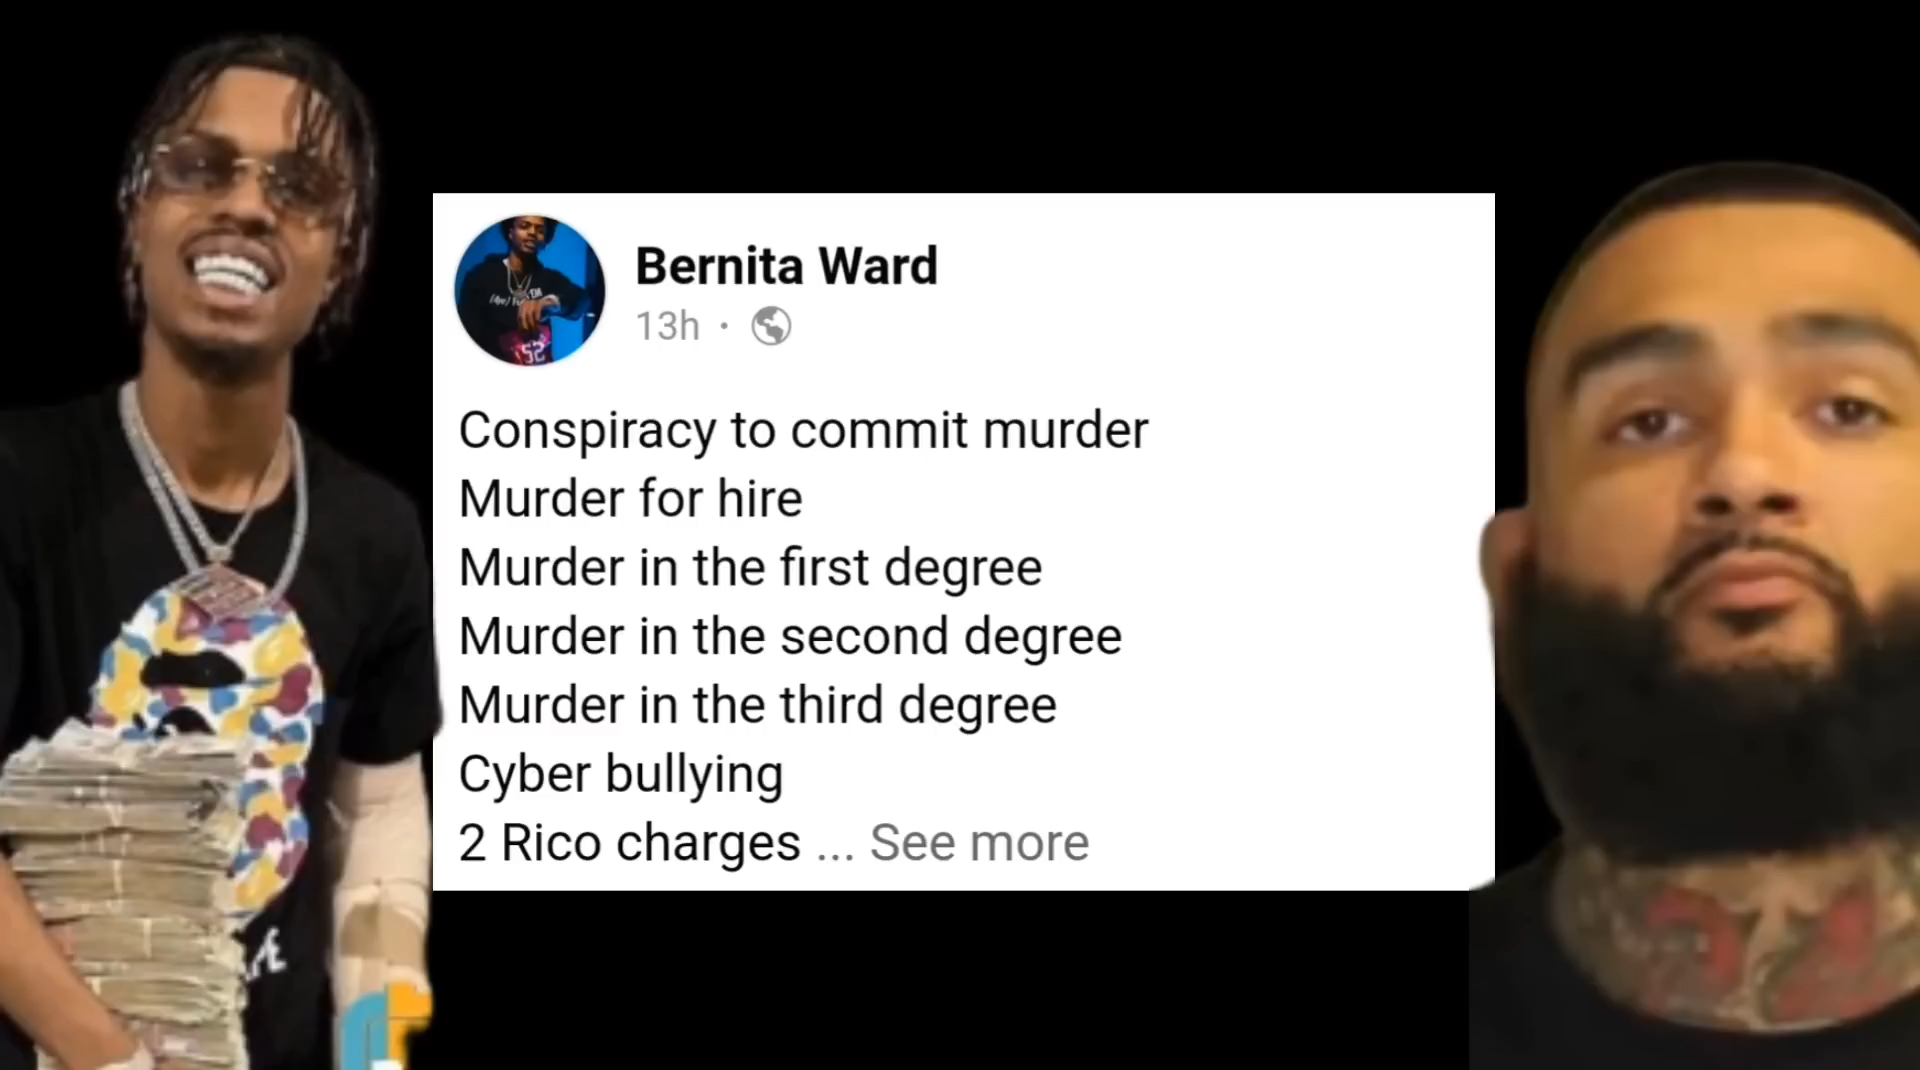 Bernita Ward
13h ·
Conspiracy to commit murder
Murder for hire
Murder in the first degree
Murder in the second degree
Murder in the third degree
Cyber bullying
2 Rico charges ... See more
52